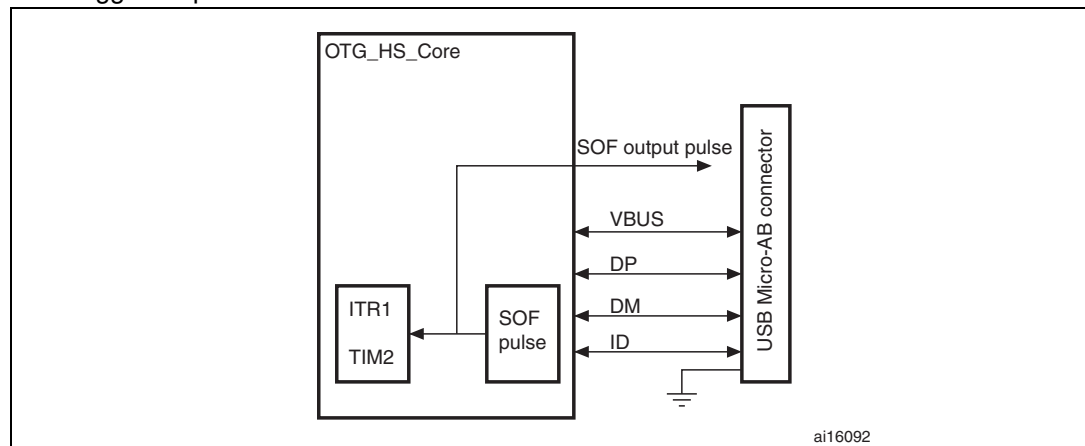 OTG_HS_Core
SOF output pulse
VBUS
DP
DM
ID
ITR1
TIM2
SOF
pulse
USB Micro-AB connector
ai16092